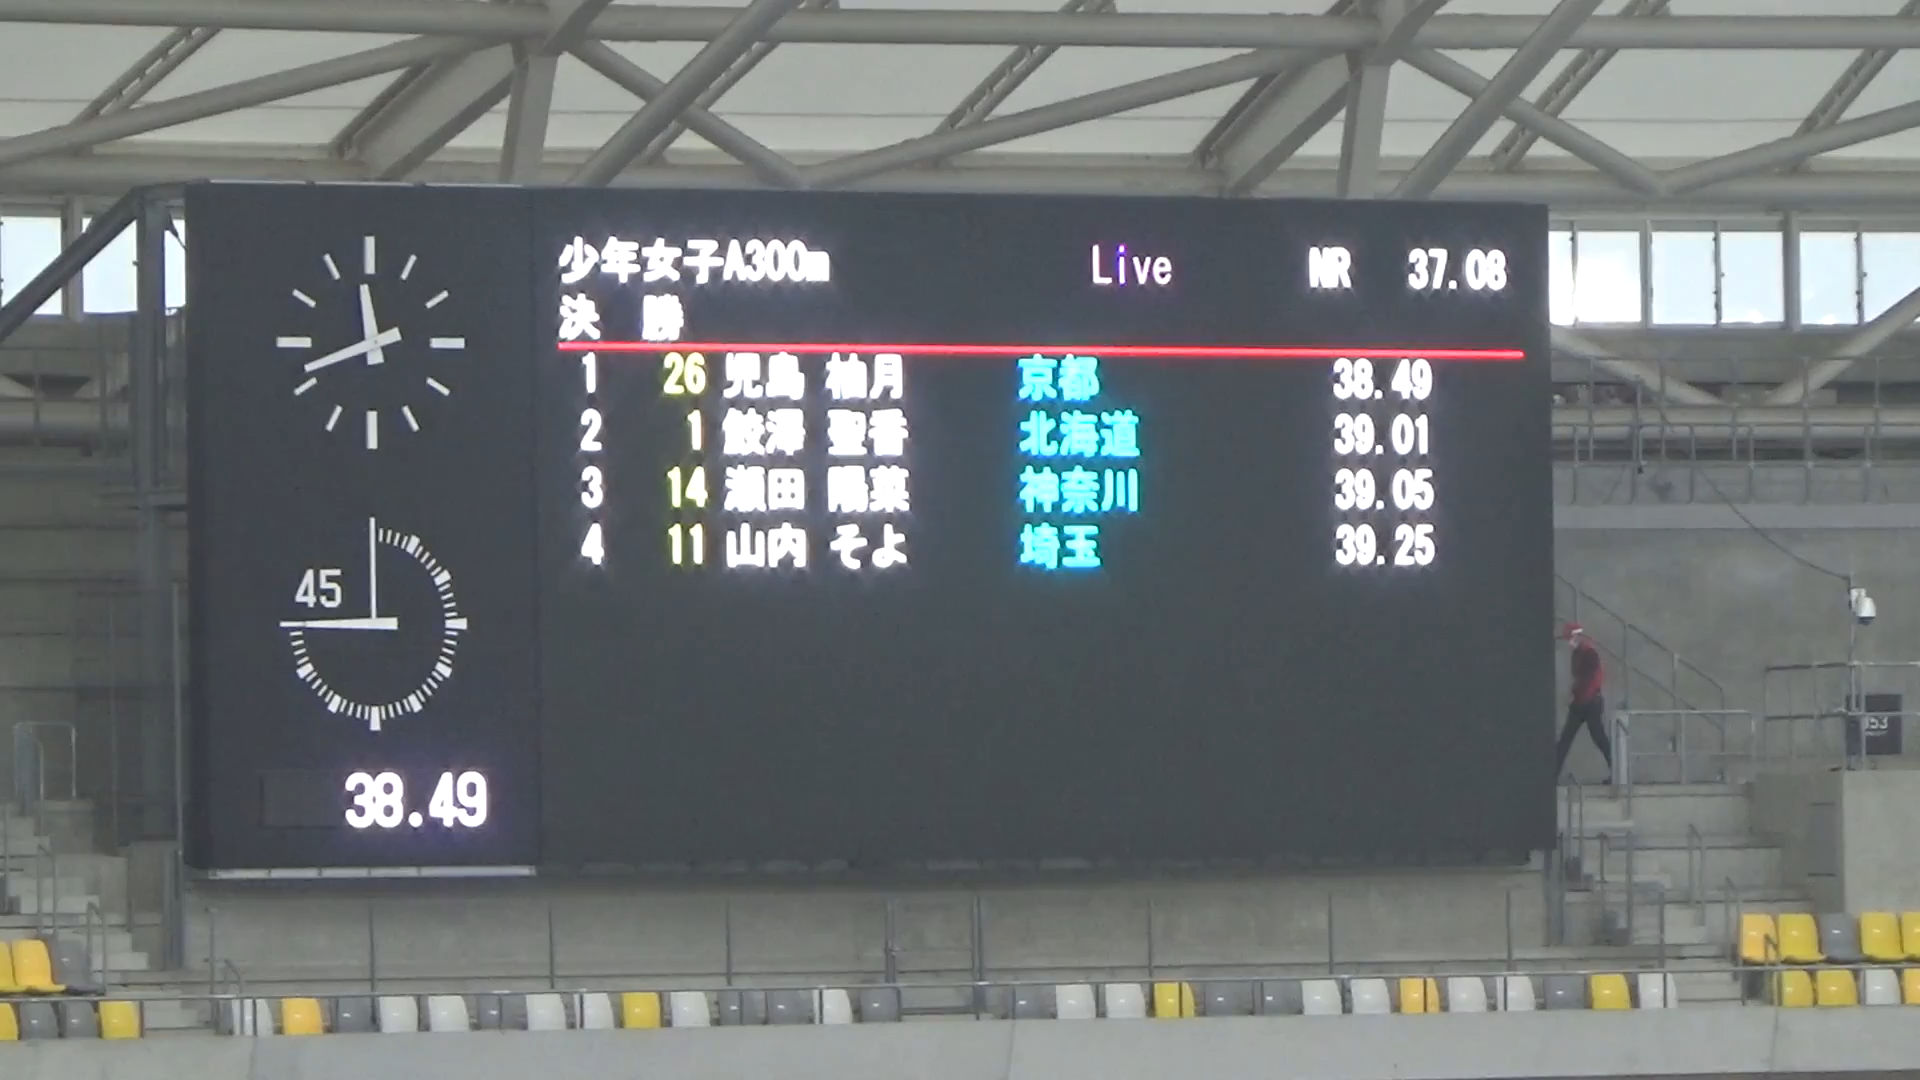 少年女子A300m Live NR 37.08
決 勝
1 26 児島 柚月 京都 38.49
2 1 鮫澤 聖香 北海道 39.01
3 14 瀬田 陽菜 神奈川 39.05
4 11 山内 そよ 埼玉 39.25
45
38.49